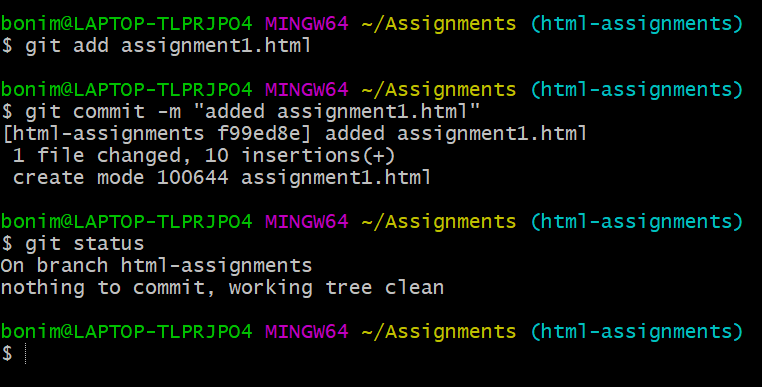 bonim@LAPTOP-TLPRJPO4 MINGW64 ~/Assignments (html-assignments)
$ git add assignment1.html
bonim@LAPTOP-TLPRJPO4 MINGW64 ~/Assignments (html-assignments)
$ git commit -m "added assignment1.html"
[html-assignments f99ed8e] added assignment1.html
 1 file changed, 10 insertions(+)
 create mode 100644 assignment1.html
bonim@LAPTOP-TLPRJPO4 MINGW64 ~/Assignments (html-assignments)
$ git status
On branch html-assignments
nothing to commit, working tree clean
bonim@LAPTOP-TLPRJPO4 MINGW64 ~/Assignments (html-assignments)
$